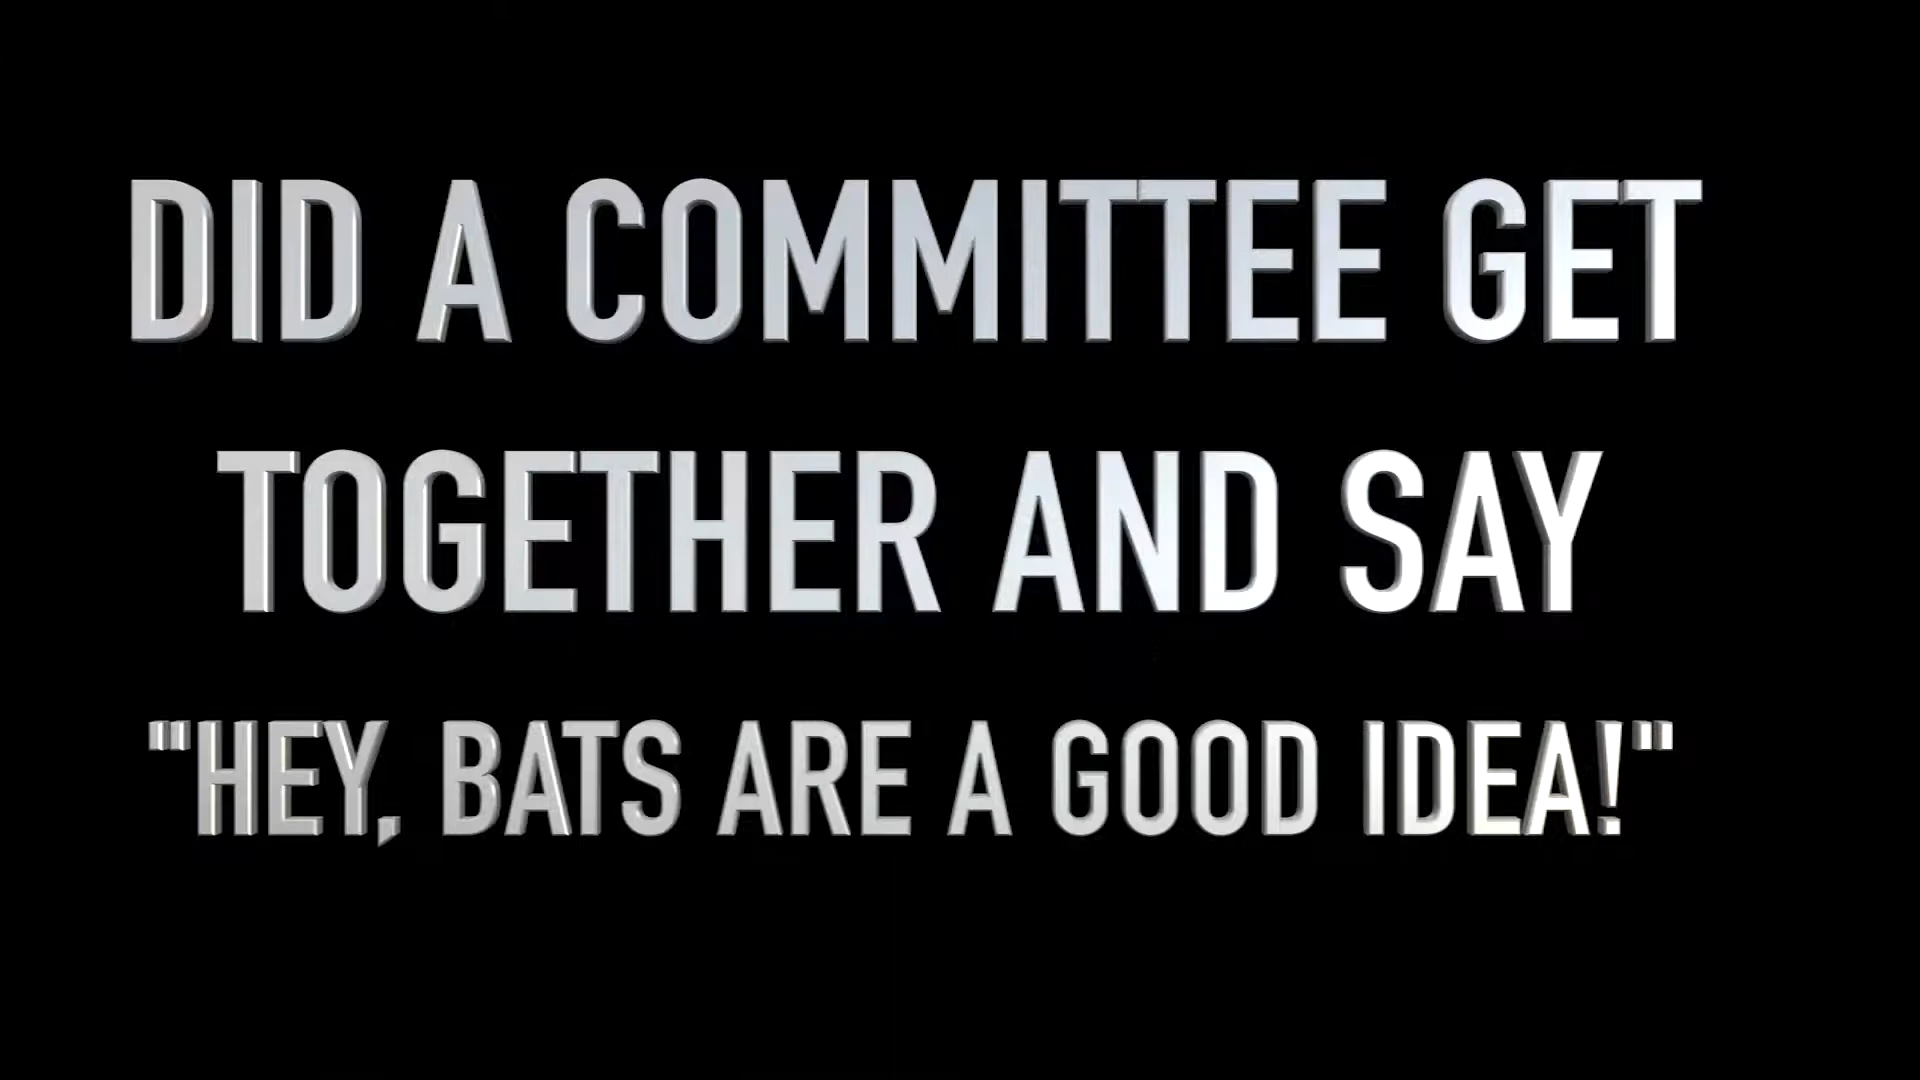 DID A COMMITTEE GET
TOGETHER AND SAY
"HEY, BATS ARE A GOOD IDEA!"